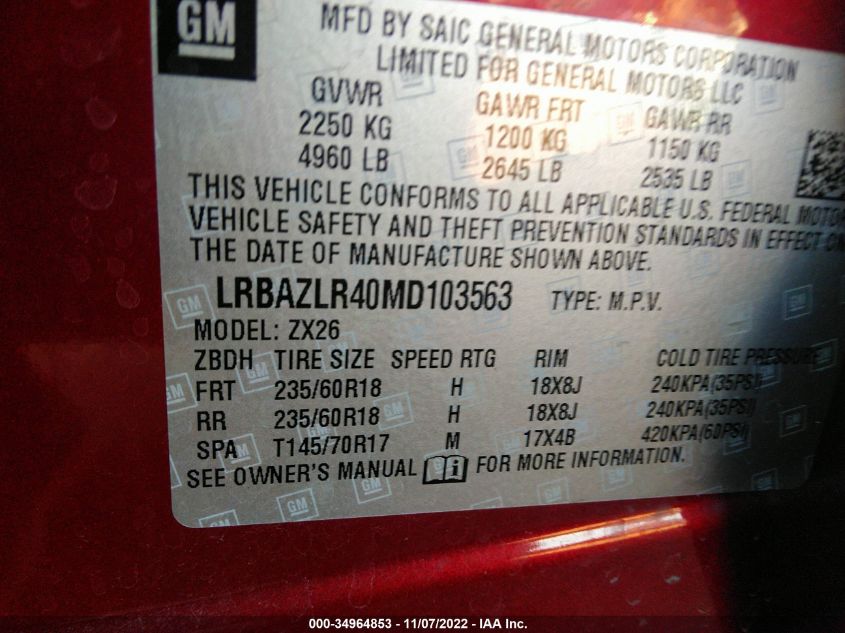 GM
MFD BY SAIC GENERAL MOTORS CORPORATION
LIMITED FOR GENERAL MOTORS LLC
GVWR GAWR FRT GAWR RR
2250 KG 1200 KG 1150 KG
4960 LB 2645 LB 2535 LB
THIS VEHICLE CONFORMS TO ALL APPLICABLE U.S. FEDERAL MOTOR
VEHICLE SAFETY AND THEFT PREVENTION STANDARDS IN EFFECT ON
THE DATE OF MANUFACTURE SHOWN ABOVE.
LRBAZLR40MD103563 TYPE: M.P.V.
MODEL: ZX26
ZBDH TIRE SIZE SPEED RTG RIM COLD TIRE PRESSURE
FRT 235/60R18 H 18X8J 240KPA(35PSI)
RR 235/60R18 H 18X8J 240KPA(35PSI)
SPA T145/70R17 M 17X4B 420KPA(60PSI)
SEE OWNER'S MANUAL FOR MORE INFORMATION.
000-34964853 - 11/07/2022 - IAA Inc.